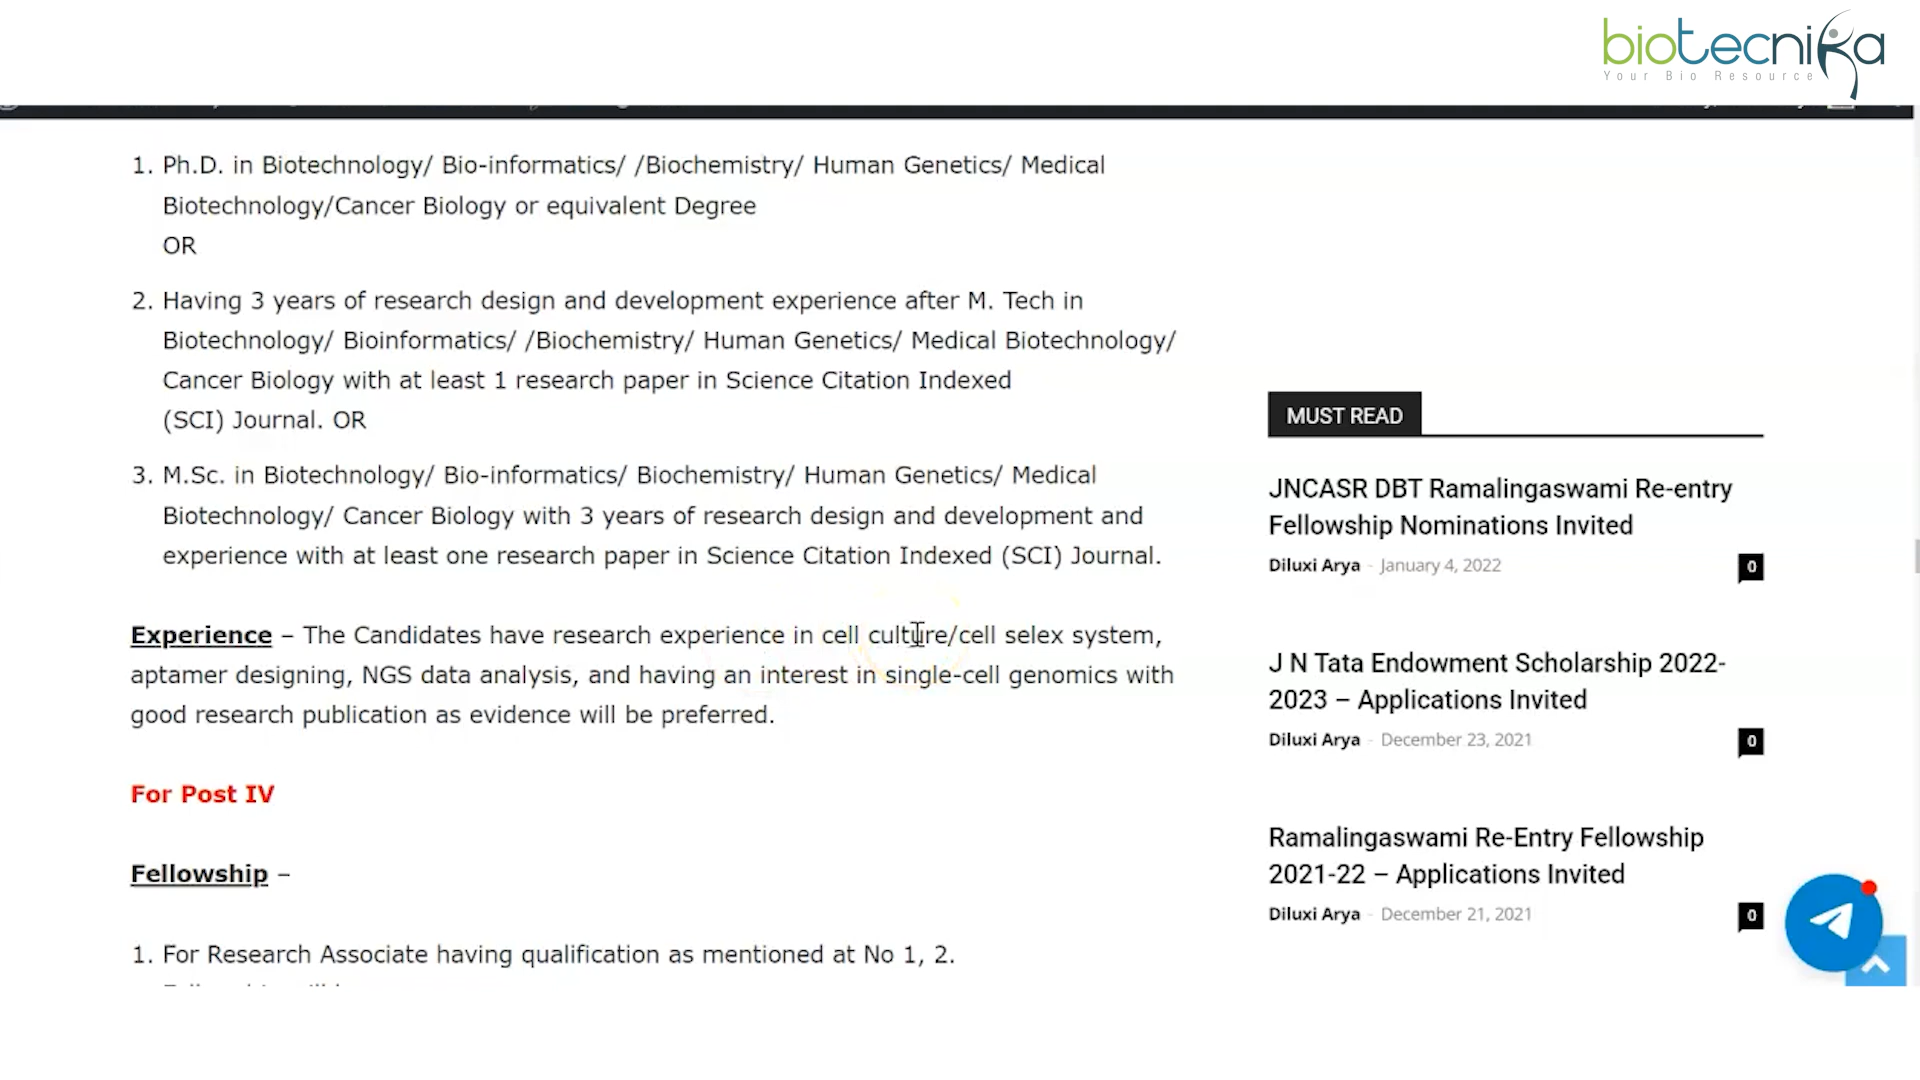 biotecnika
Your Bio Resource
1. Ph.D. in Biotechnology/ Bio-informatics/ /Biochemistry/ Human Genetics/ Medical
Biotechnology/Cancer Biology or equivalent Degree
OR
2. Having 3 years of research design and development experience after M. Tech in
Biotechnology/ Bioinformatics/ /Biochemistry/ Human Genetics/ Medical Biotechnology/
Cancer Biology with at least 1 research paper in Science Citation Indexed
(SCI) Journal. OR
3. M.Sc. in Biotechnology/ Bio-informatics/ Biochemistry/ Human Genetics/ Medical
Biotechnology/ Cancer Biology with 3 years of research design and development and
experience with at least one research paper in Science Citation Indexed (SCI) Journal.
Experience – The Candidates have research experience in cell culture/cell selex system,
aptamer designing, NGS data analysis, and having an interest in single-cell genomics with
good research publication as evidence will be preferred.
For Post IV
Fellowship –
1. For Research Associate having qualification as mentioned at No 1, 2.
MUST READ
JNCASR DBT Ramalingaswami Re-entry
Fellowship Nominations Invited
Diluxi Arya - January 4, 2022
0
J N Tata Endowment Scholarship 2022-
2023 – Applications Invited
Diluxi Arya - December 23, 2021
0
Ramalingaswami Re-Entry Fellowship
2021-22 – Applications Invited
Diluxi Arya - December 21, 2021
0